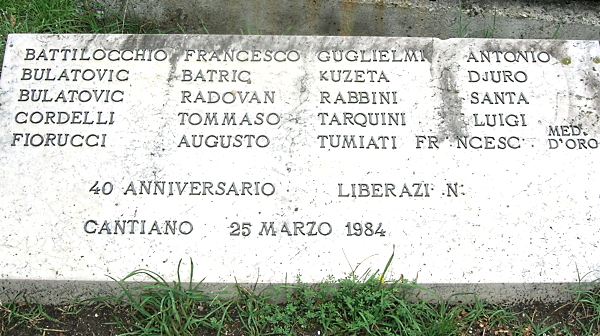 BATTILOCCHIO FRANCESCO GUGLIELMI ANTONIO
BULATOVIC BATRIC KUZETA DJURO
BULATOVIC RADOVAN RABBINI SANTA
CORDELLI TOMMASO TARQUINI LUIGI
FIORUCCI AUGUSTO TUMIATI FR NCESC MED. D'ORO
40 ANNIVERSARIO LIBERAZI N
CANTIANO 25 MARZO 1984